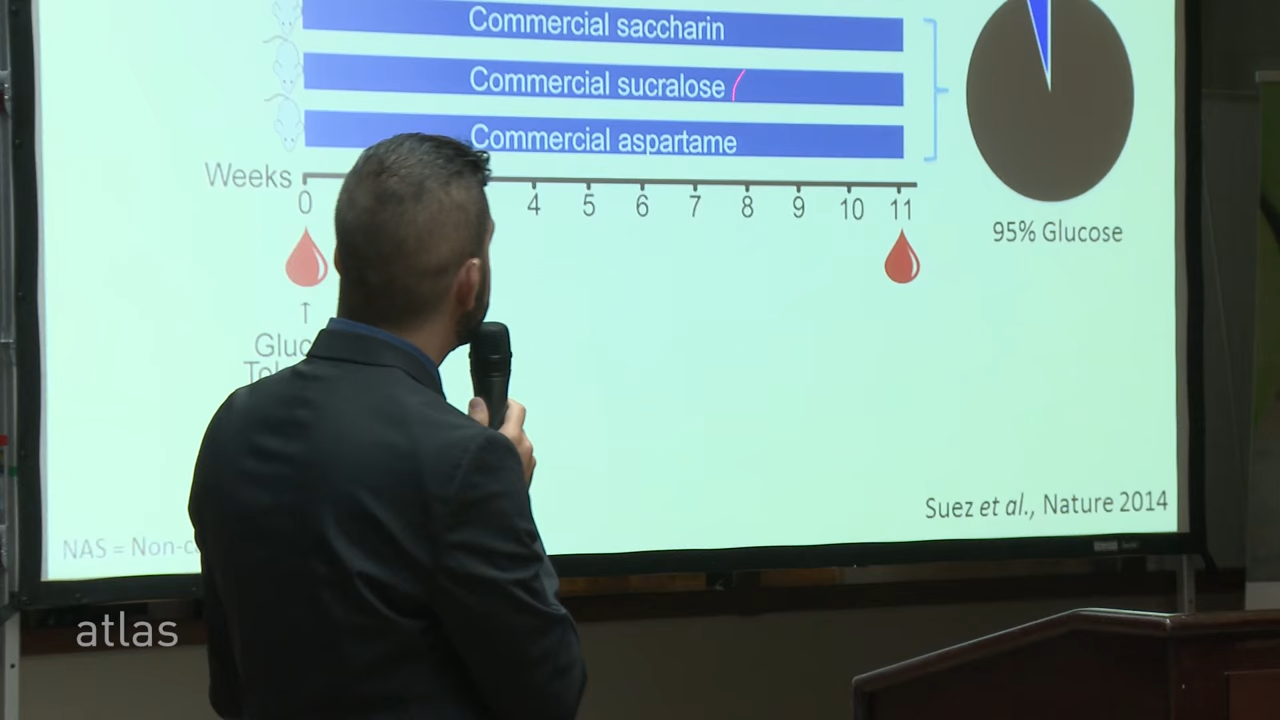 Commercial saccharin
Commercial sucralose
Commercial aspartame
Weeks
0 4 5 6 7 8 9 10 11
95% Glucose
Suez et al., Nature 2014
NAS =
atlas